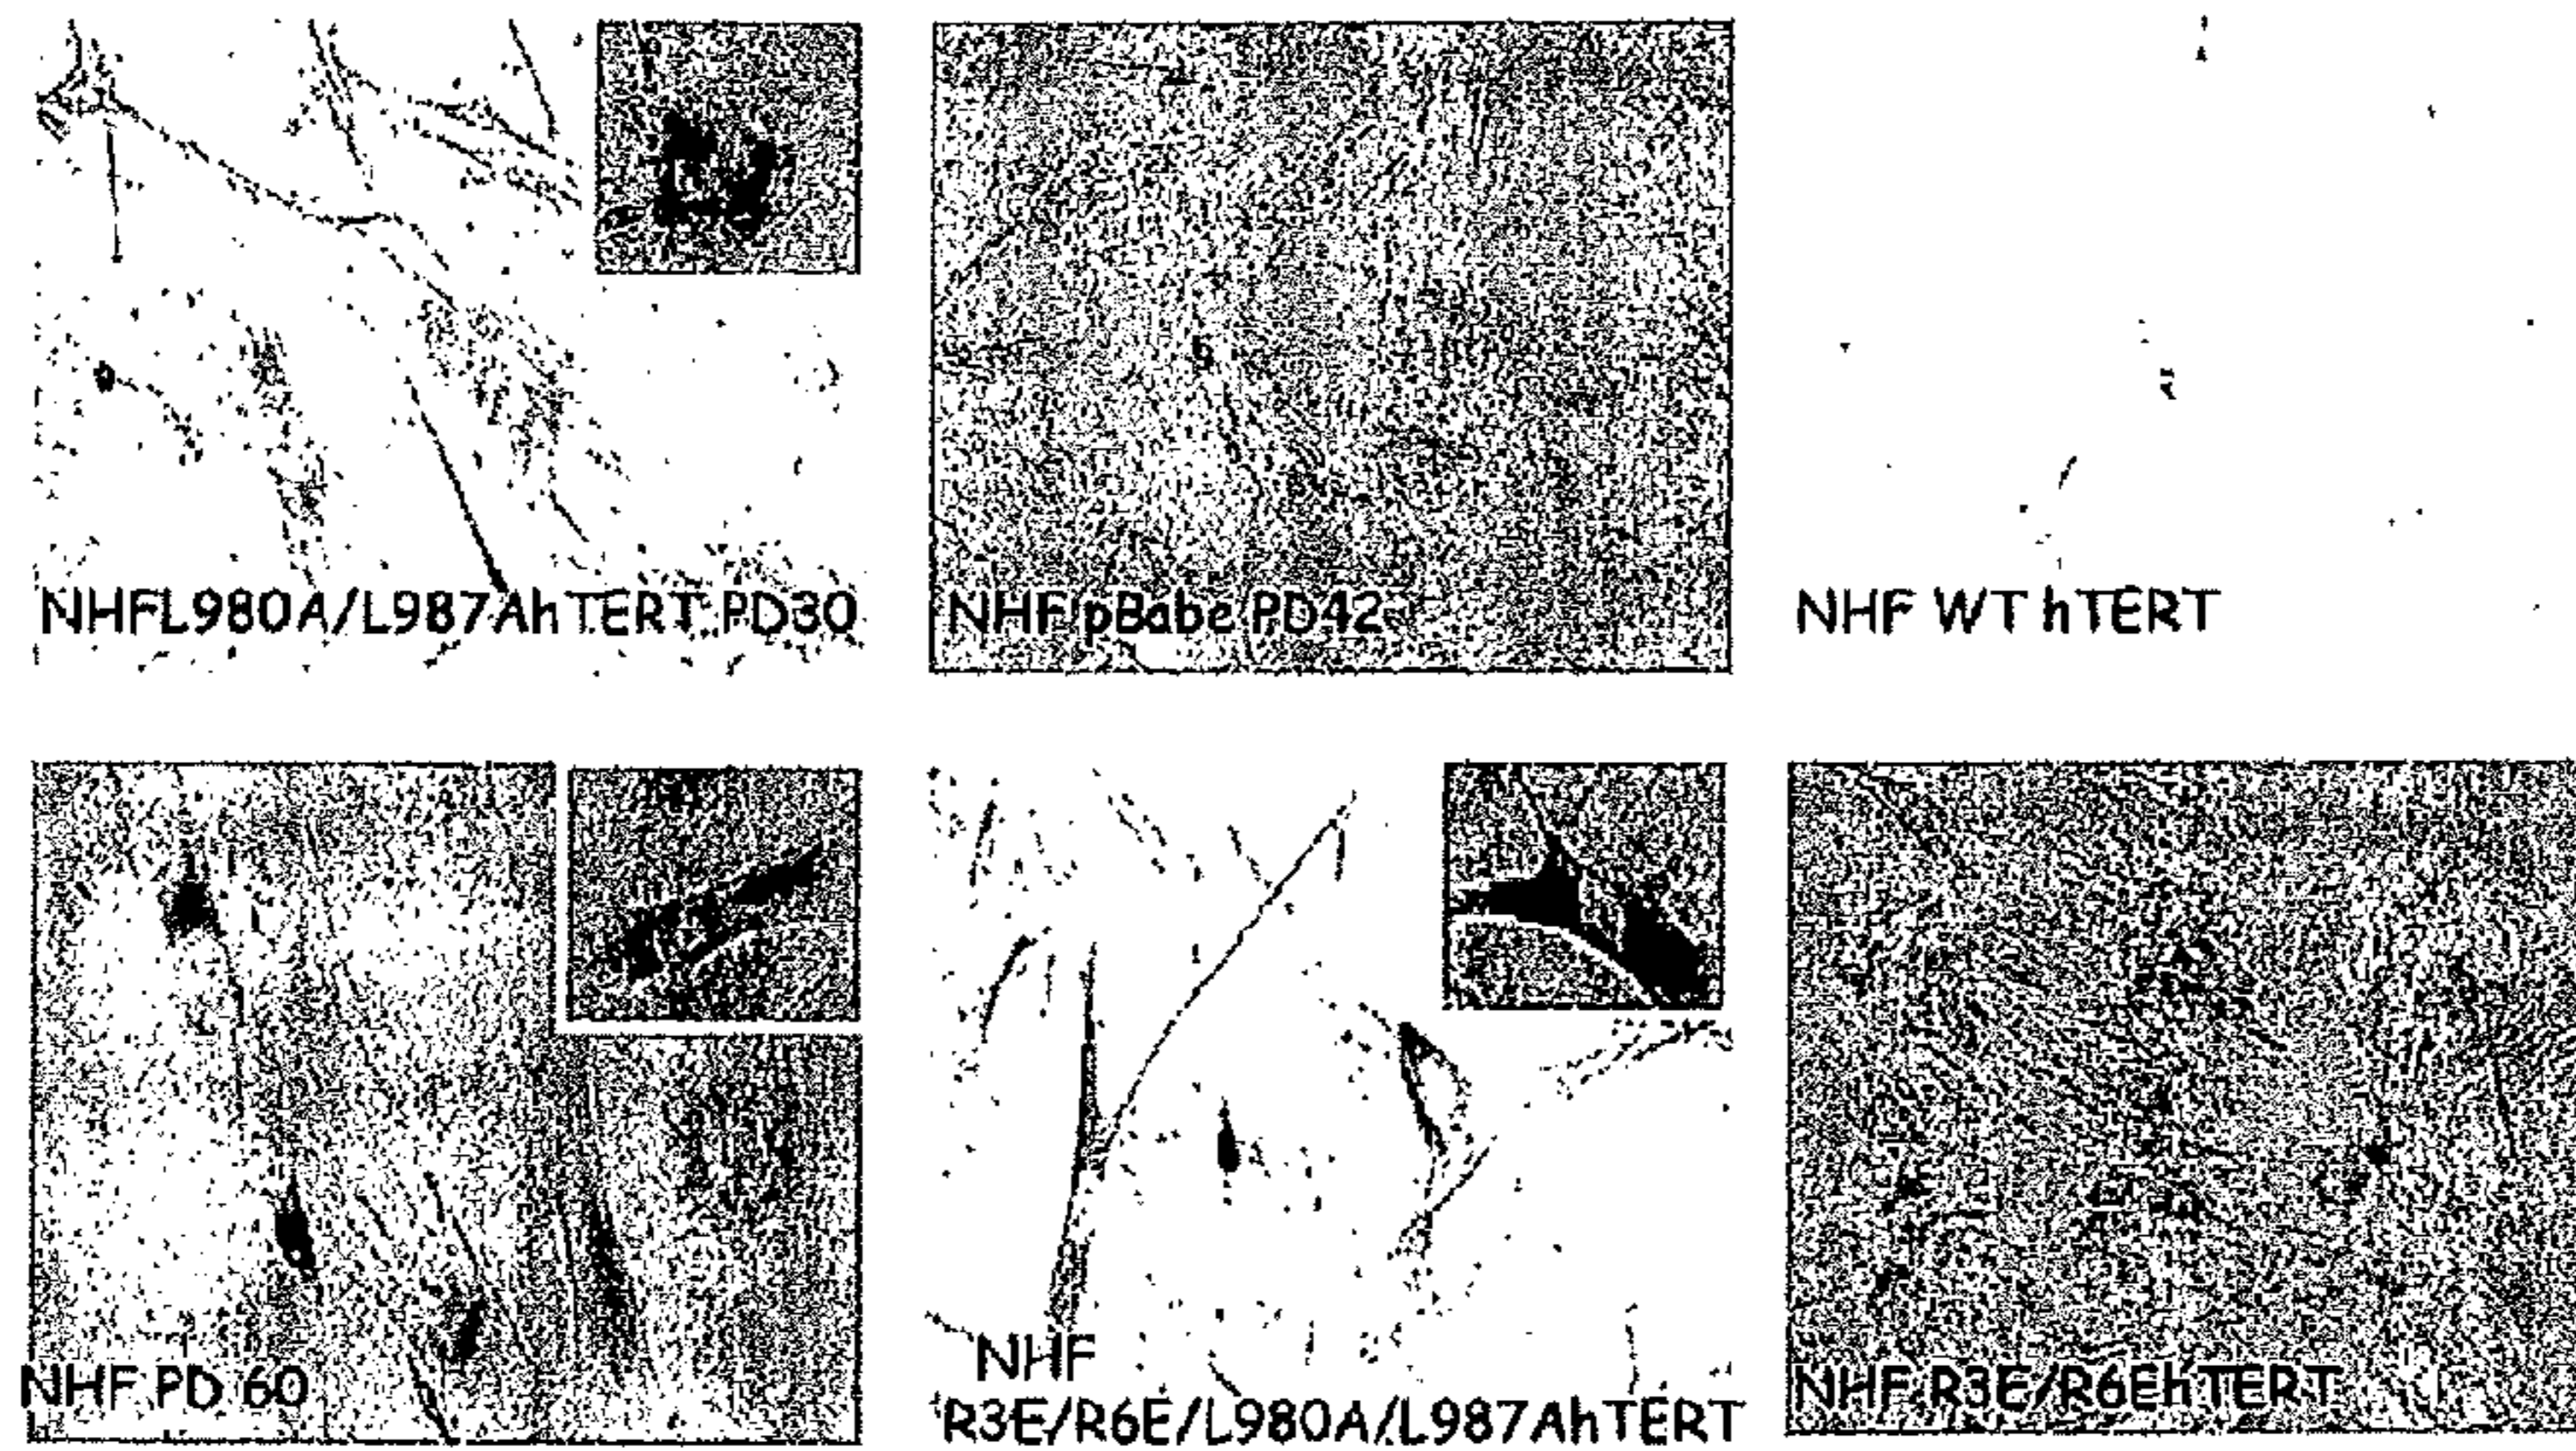 NHFL980A/L987AhTERT PD30
NHF pBabe PD42
NHF WT hTERT
NHF PD 60
NHF
R3E/R6E/L980A/L987AhTERT
NHF R3E/R6EhTERT